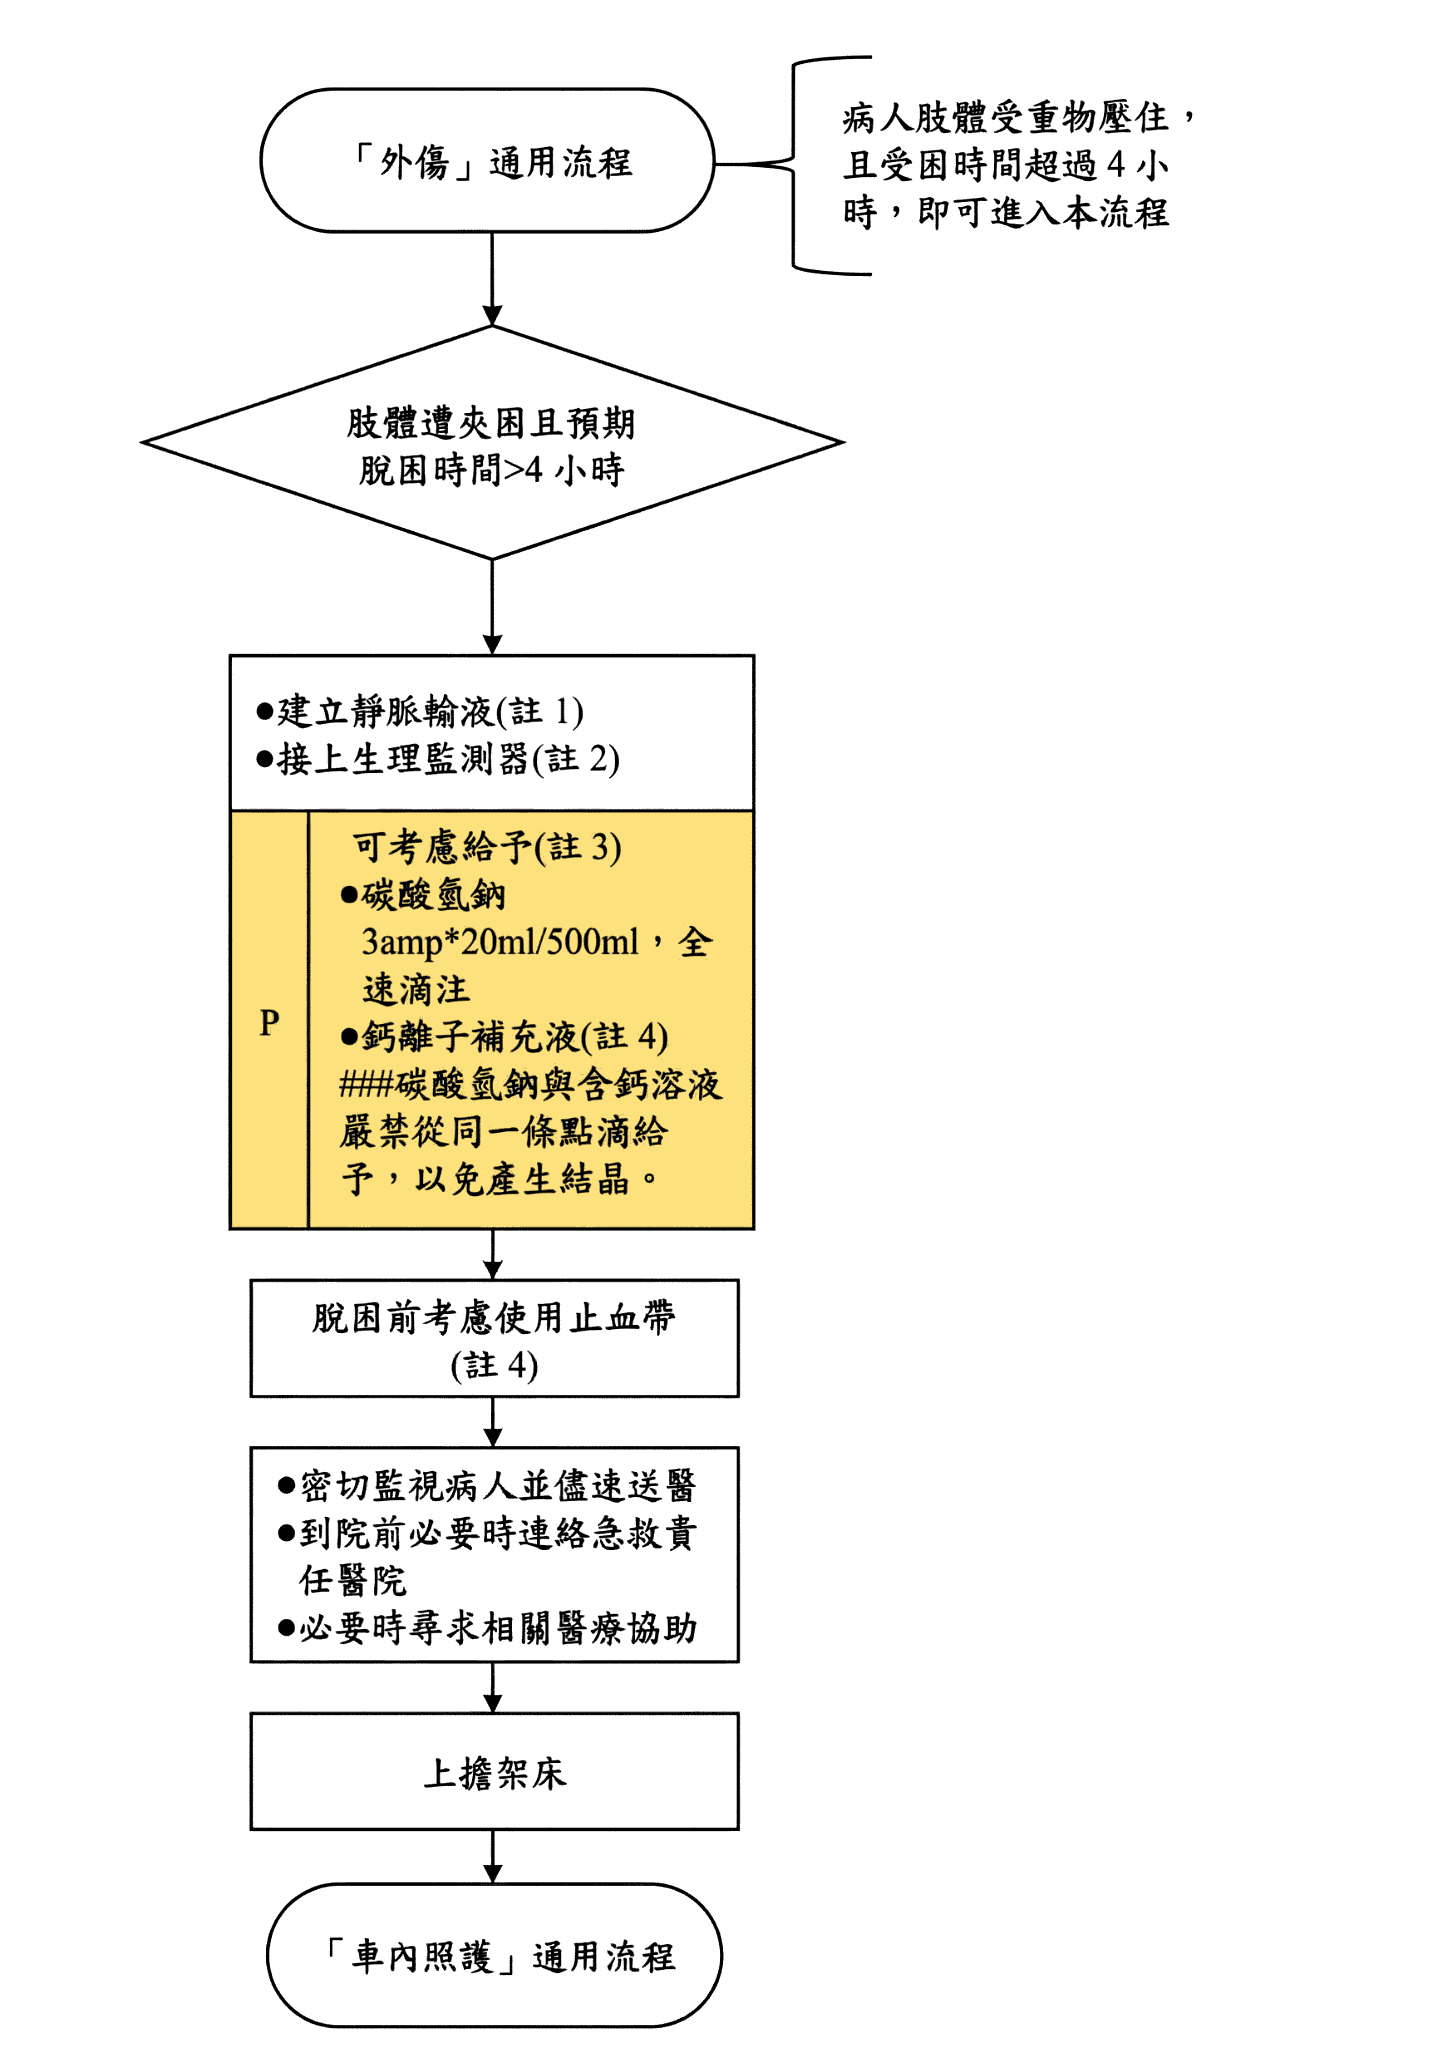 「外傷」通用流程
病人肢體受重物壓住，
且受困時間超過 4 小
時，即可進入本流程
肢體遭夾困且預期
脫困時間>4 小時
●建立靜脈輸液(註 1)
●接上生理監測器(註 2)
P
可考慮給予(註 3)
●碳酸氫鈉
3amp*20ml/500ml，全
速滴注
●鈣離子補充液(註 4)
###碳酸氫鈉與含鈣溶液
嚴禁從同一條點滴給
予，以免產生結晶。
脫困前考慮使用止血帶
(註 4)
●密切監視病人並儘速送醫
●到院前必要時連絡急救責
任醫院
●必要時尋求相關醫療協助
上擔架床
「車內照護」通用流程